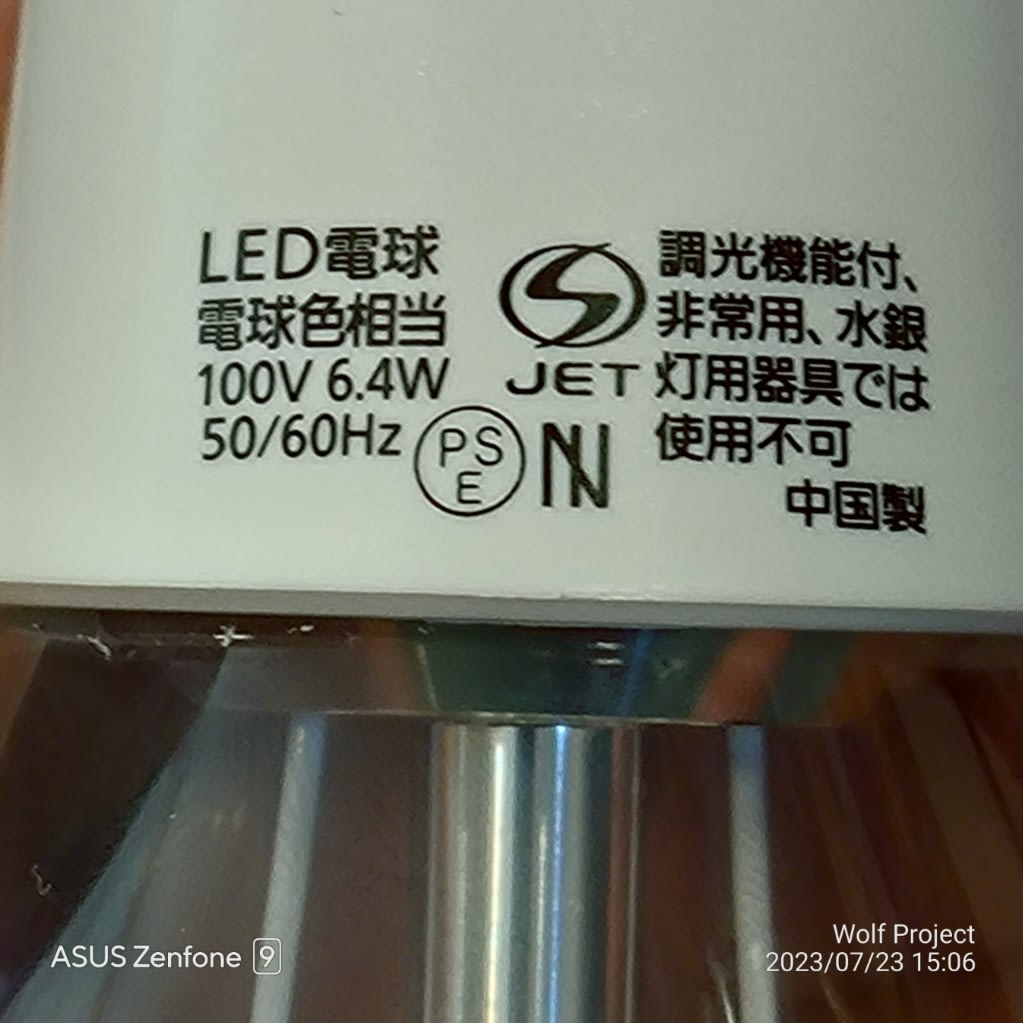 LED電球
電球色相当
100V 6.4W
50/60Hz
JET
PS
E
調光機能付、
非常用、水銀
灯用器具では
使用不可
中国製
ASUS Zenfone 9
Wolf Project
2023/07/23 15:06